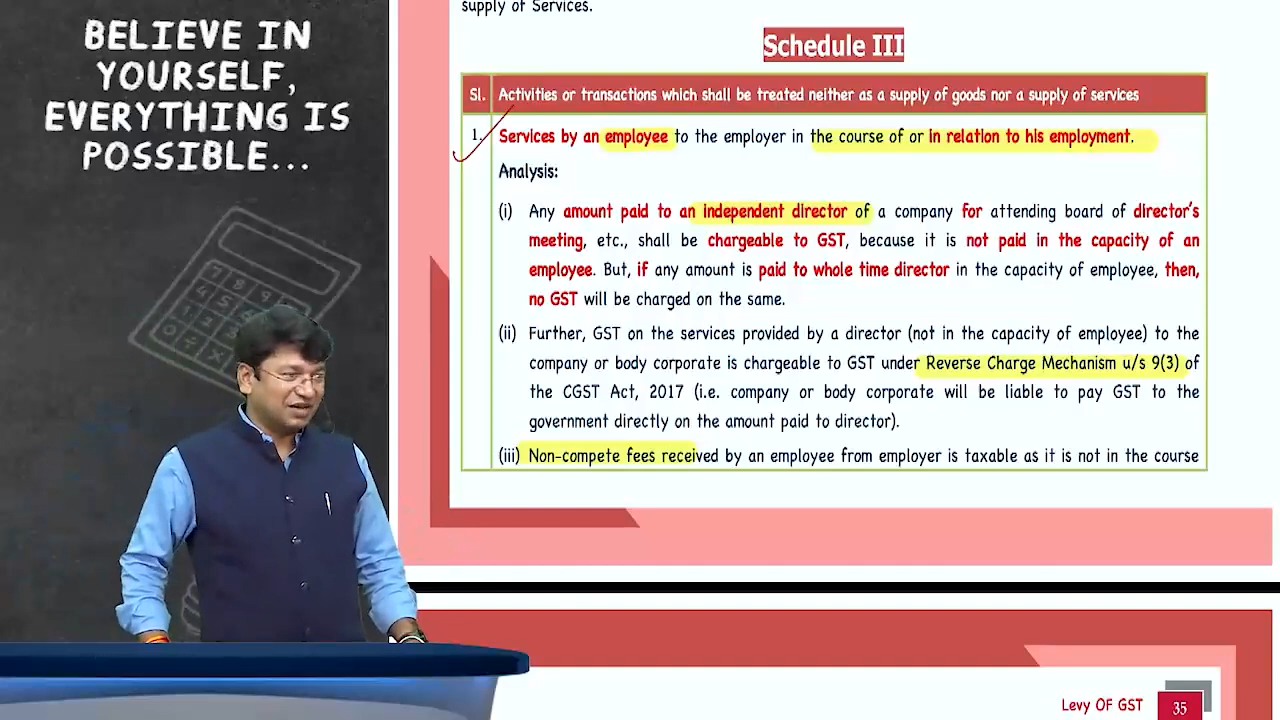 BELIEVE IN
YOURSELF,
EVERYTHING IS
POSSIBLE...
supply of Services.
Schedule III
Sl. Activities or transactions which shall be treated neither as a supply of goods nor a supply of services
1. Services by an employee to the employer in the course of or in relation to his employment.
Analysis:
(i) Any amount paid to an independent director of a company for attending board of director's
meeting, etc., shall be chargeable to GST, because it is not paid in the capacity of an
employee. But, if any amount is paid to whole time director in the capacity of employee, then,
no GST will be charged on the same.
(ii) Further, GST on the services provided by a director (not in the capacity of employee) to the
company or body corporate is chargeable to GST under Reverse Charge Mechanism u/s 9(3) of
the CGST Act, 2017 (i.e. company or body corporate will be liable to pay GST to the
government directly on the amount paid to director).
(iii) Non-compete fees received by an employee from employer is taxable as it is not in the course
Levy OF GST 35